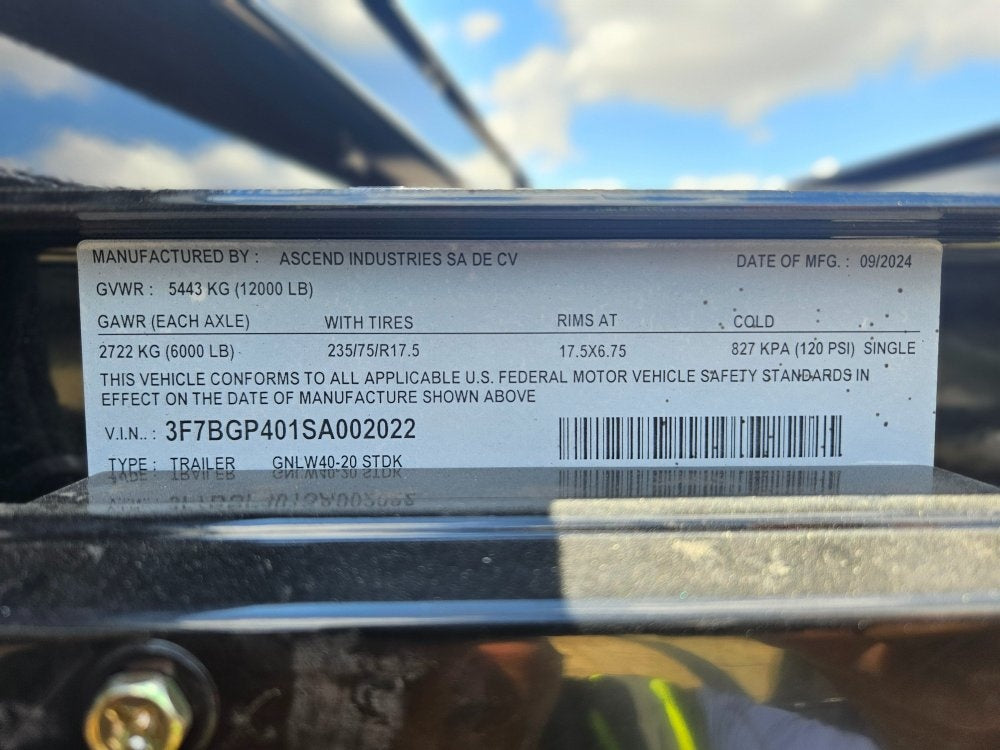 MANUFACTURED BY : ASCEND INDUSTRIES SA DE CV DATE OF MFG. : 09/2024
GVWR : 5443 KG (12000 LB)
GAWR (EACH AXLE) WITH TIRES RIMS AT COLD
2722 KG (6000 LB) 235/75/R17.5 17.5X6.75 827 KPA (120 PSI) SINGLE
THIS VEHICLE CONFORMS TO ALL APPLICABLE U.S. FEDERAL MOTOR VEHICLE SAFETY STANDARDS IN
EFFECT ON THE DATE OF MANUFACTURE SHOWN ABOVE
V.I.N.. : 3F7BGP401SA002022
TYPE : TRAILER GNLW40-20 STDK